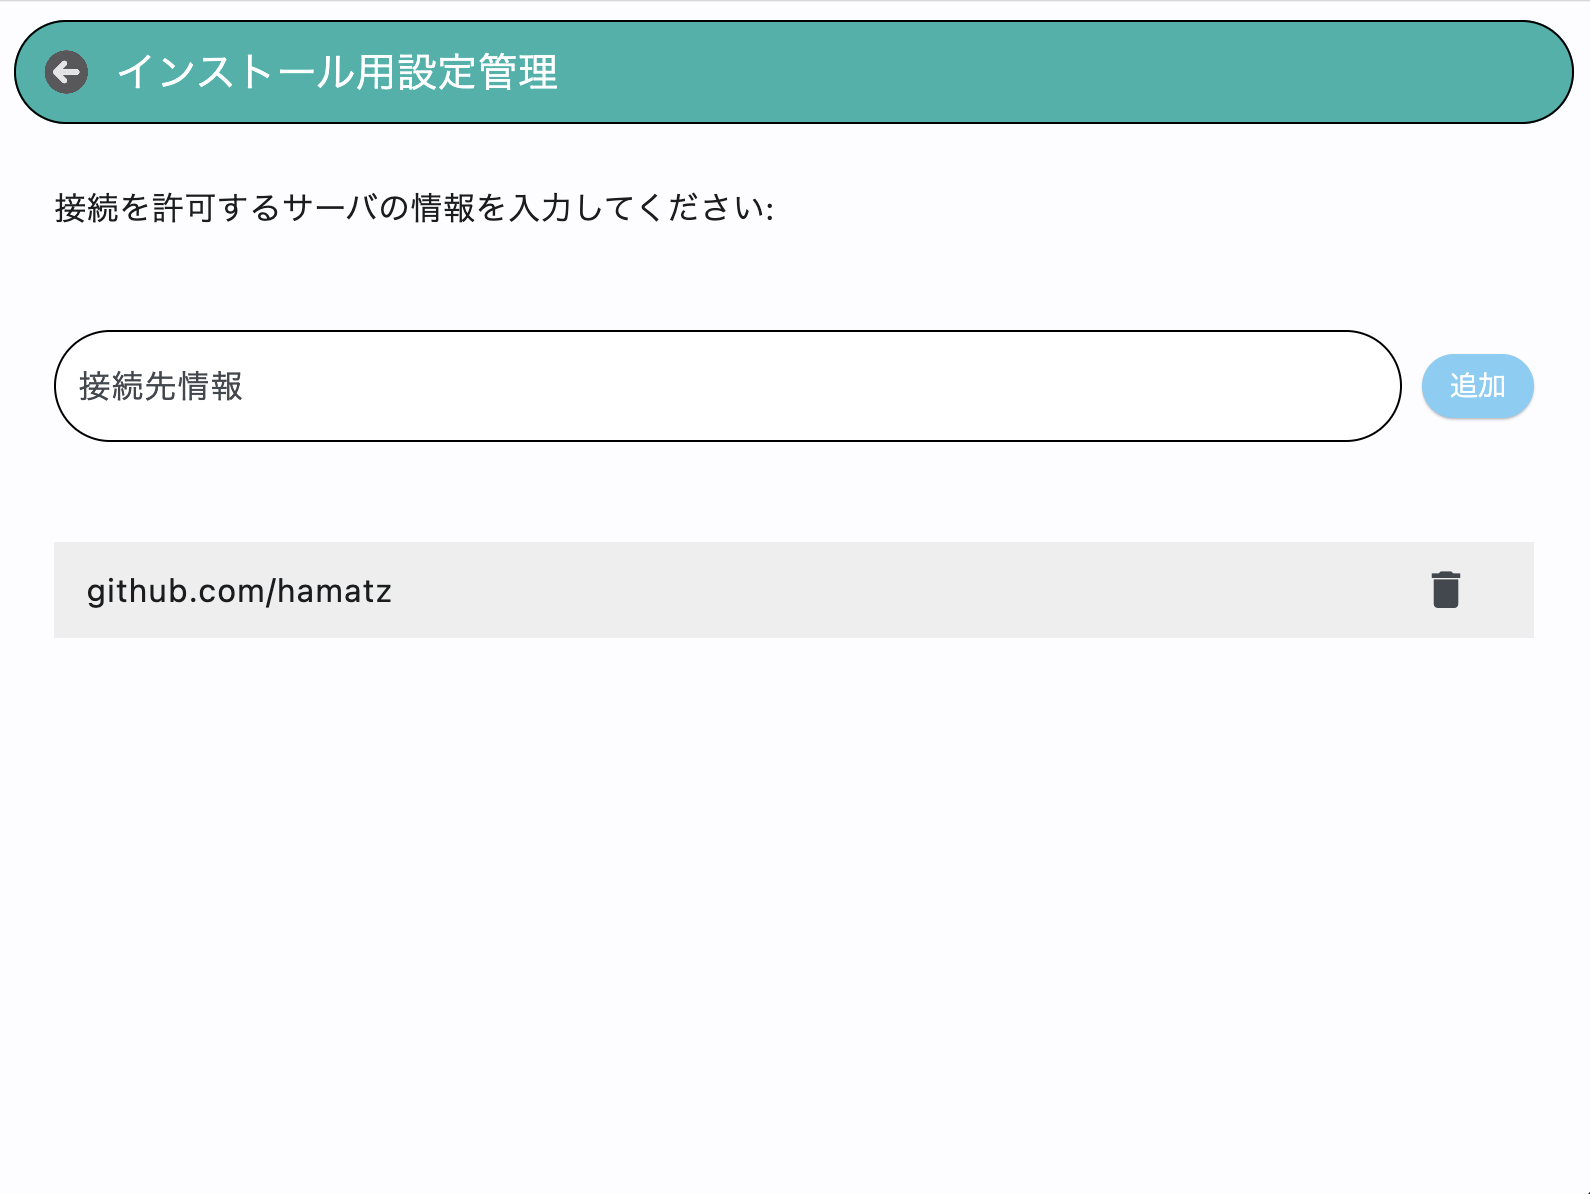 インストール用設定管理
接続を許可するサーバの情報を入力してください:
接続先情報
追加
github.com/hamatz